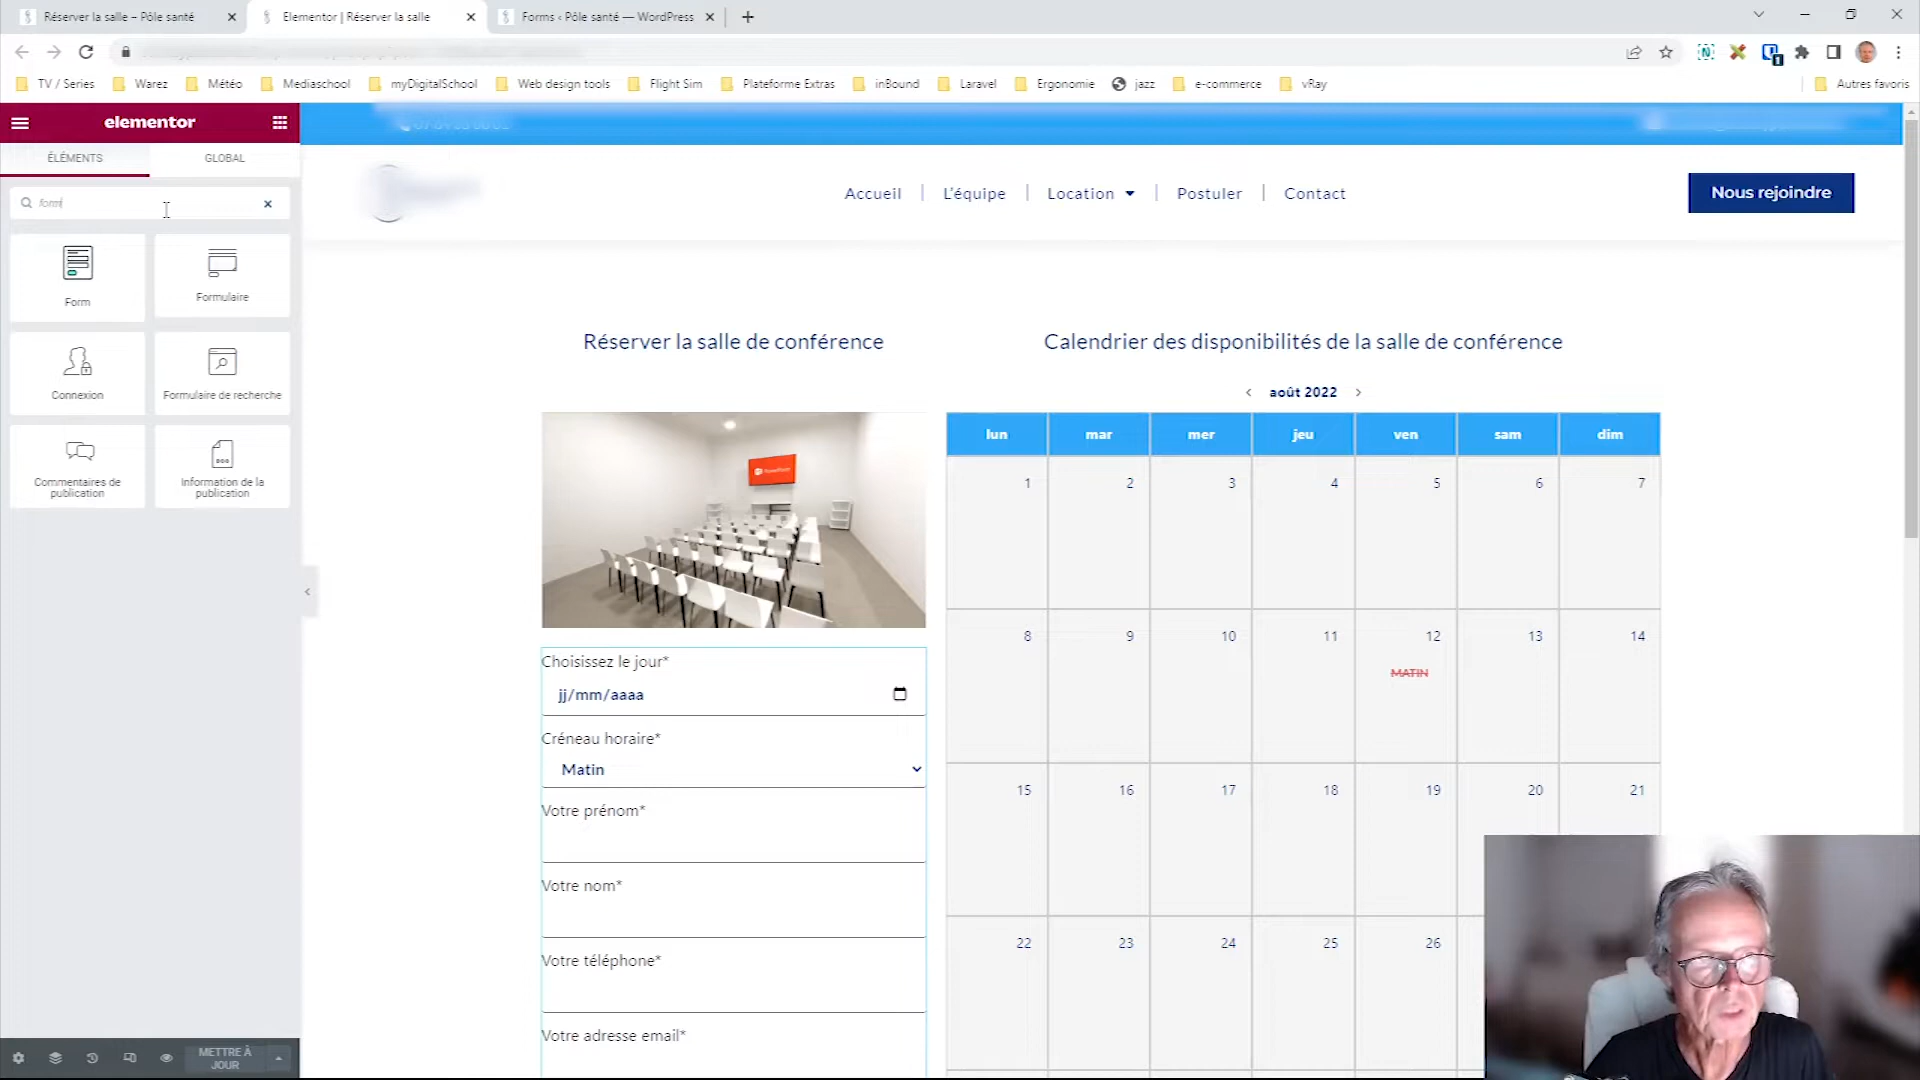 Réserver la salle – Pôle santé
Elementor | Réserver la salle
Forms ‹ Pôle santé — WordPress
TV / Series
Warez
Météo
Mediaschool
myDigitalSchool
Web design tools
Flight Sim
Plateforme Extras
inBound
Laravel
Ergonomie
jazz
e-commerce
vRay
Autres favoris
elementor
ÉLÉMENTS
GLOBAL
form
Form
Formulaire
Connexion
Formulaire de recherche
Commentaires de
publication
Information de la
publication
METTRE À
JOUR
Accueil
L'équipe
Location
Postuler
Contact
Nous rejoindre
Réserver la salle de conférence
Choisissez le jour*
jj/mm/aaaa
Créneau horaire*
Matin
Votre prénom*
Votre nom*
Votre téléphone*
Votre adresse email*
Calendrier des disponibilités de la salle de conférence
août 2022
lun mar mer jeu ven sam dim
1 2 3 4 5 6 7
8 9 10 11 12 13 14
MATIN
15 16 17 18 19 20 21
22 23 24 25 26